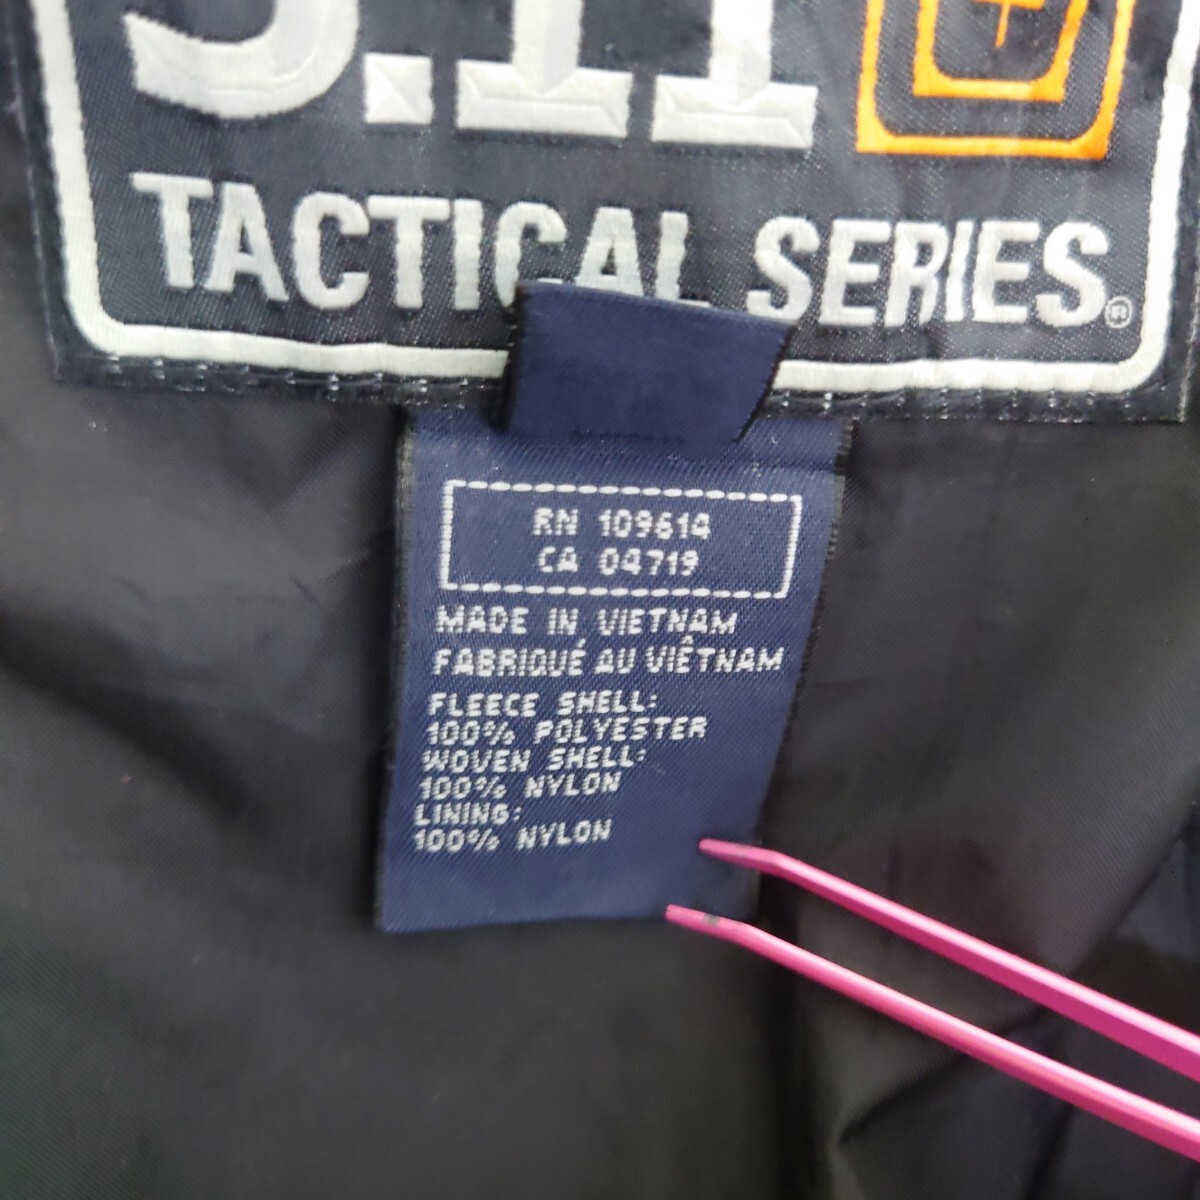 5.11
TACTICAL SERIES®
RN 109614
CA 04719
MADE IN VIETNAM
FABRIQUÉ AU VIÊTNAM
FLEECE SHELL:
100% POLYESTER
WOVEN SHELL:
100% NYLON
LINING:
100% NYLON